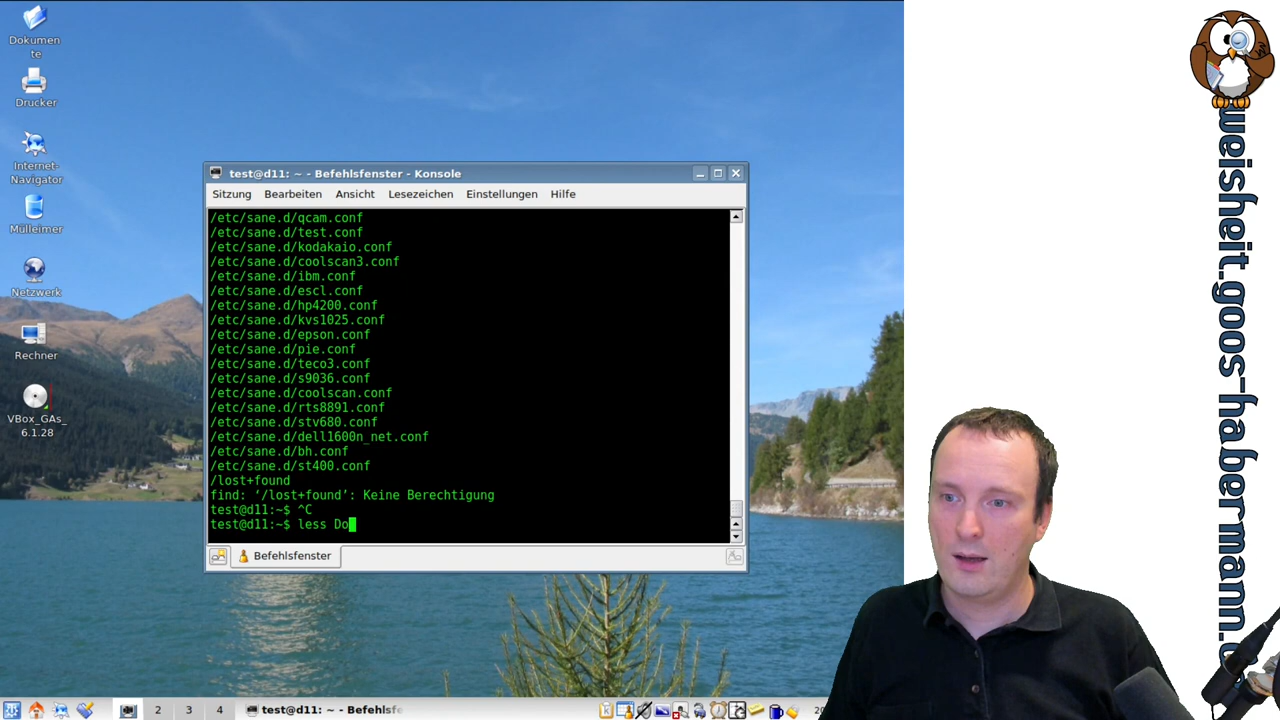 Dokumen
te
Drucker
Internet-
Navigator
Mülleimer
Netzwerk
Rechner
VBox_GAs_
6.1.28
test@d11: ~ - Befehlsfenster - Konsole
Sitzung Bearbeiten Ansicht Lesezeichen Einstellungen Hilfe
/etc/sane.d/qcam.conf
/etc/sane.d/test.conf
/etc/sane.d/kodakaio.conf
/etc/sane.d/coolscan3.conf
/etc/sane.d/ibm.conf
/etc/sane.d/escl.conf
/etc/sane.d/hp4200.conf
/etc/sane.d/kvs1025.conf
/etc/sane.d/epson.conf
/etc/sane.d/pie.conf
/etc/sane.d/teco3.conf
/etc/sane.d/s9036.conf
/etc/sane.d/coolscan.conf
/etc/sane.d/rts8891.conf
/etc/sane.d/stv680.conf
/etc/sane.d/dell1600n_net.conf
/etc/sane.d/bh.conf
/etc/sane.d/st400.conf
/lost+found
find: ‘/lost+found’: Keine Berechtigung
test@d11:~$ ^C
test@d11:~$ less Do
Befehlsfenster
2 3 4 test@d11: ~ - Befehlsfe
weisheit.goos-habermann.